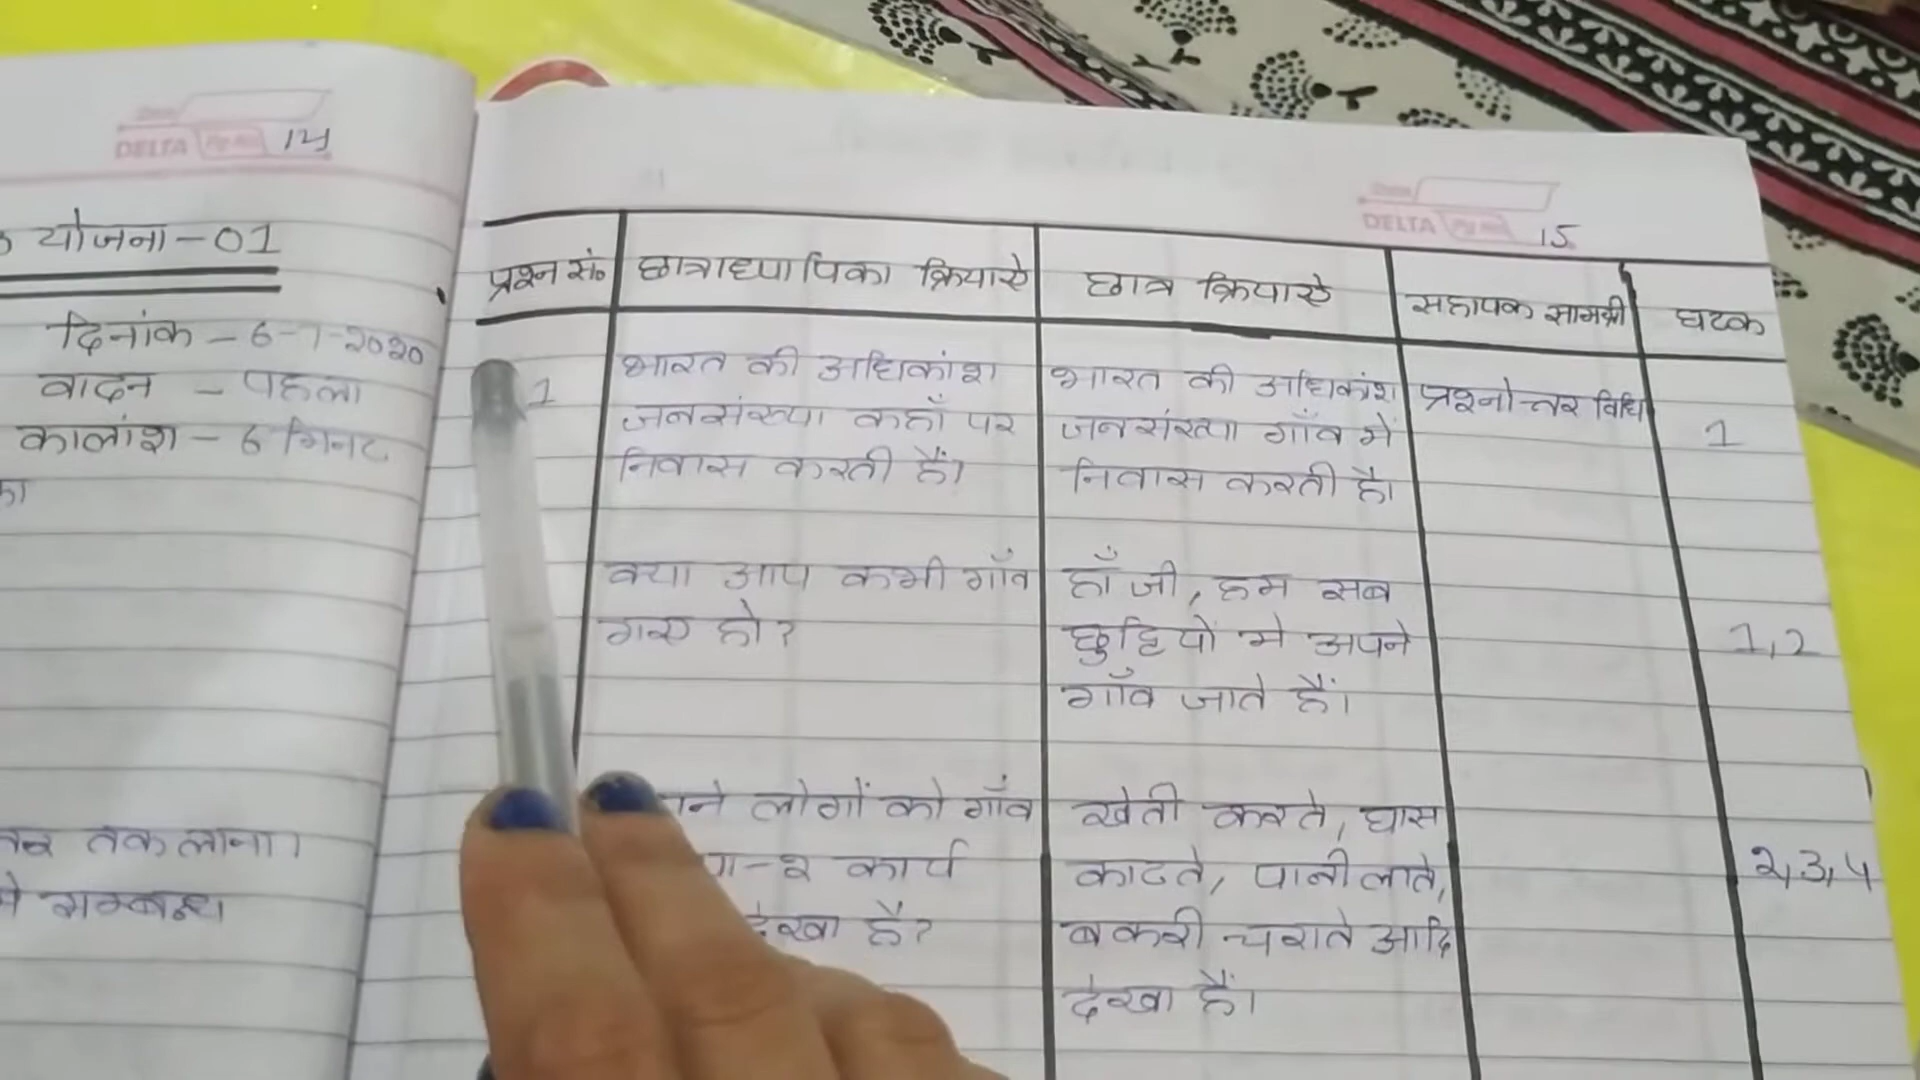 DELTA
14
योजना - 01
दिनांक - 6-1-2020
वादन - पहला
कालांश - 6 मिनट
तक लाना।
सम्बन्ध।
DELTA
15
प्रश्न सं० छात्राध्यापिका क्रियाऐ छात्र क्रियाऐ सहायक सामग्री घटक
1 भारत की अधिकांश भारत की अधिकांश प्रश्नोत्तर विधि 1
जनसंख्या कहाँ पर जनसंख्या गाँव में
निवास करती हैं। निवास करती है।
क्या आप कभी गाँव हाँ जी, हम सब
गए हो? छुट्टियों मे अपने 1,2
गाँव जाते हैं।
लोगों को गाँव खेती करते, घास
कार्य काटते, पानी लाते, 2,3,4
देखा है? बकरी चराते आदि
देखा हैं।